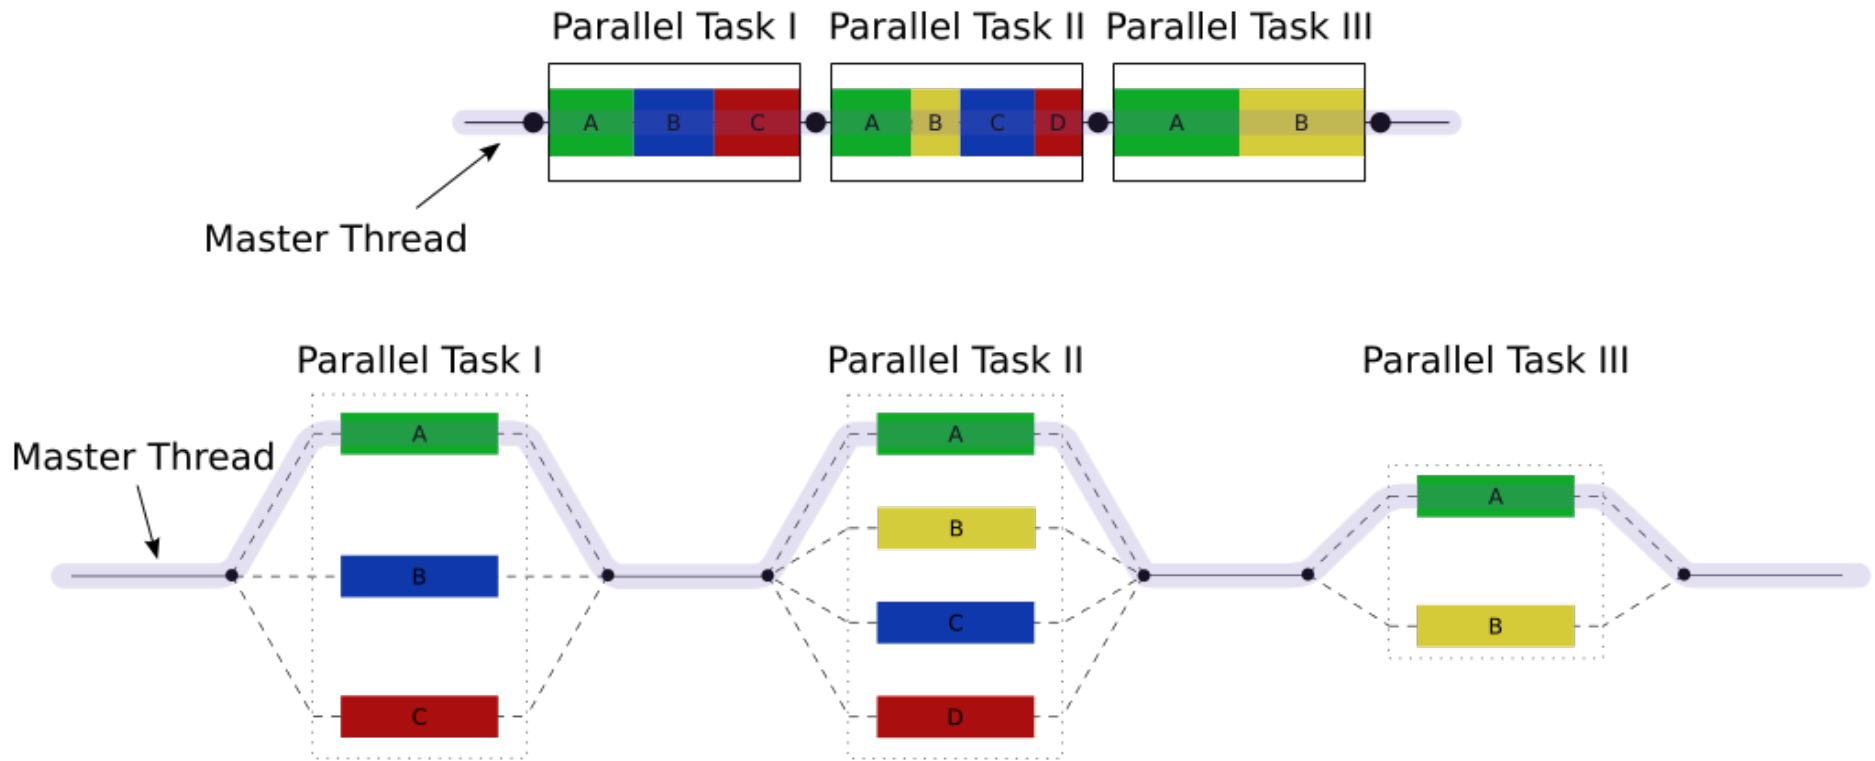 Parallel Task I
Parallel Task II
Parallel Task III
A
B
C
A
B
C
D
A
B
Master Thread
Parallel Task I
Parallel Task II
Parallel Task III
Master Thread
A
B
C
A
B
C
D
A
B